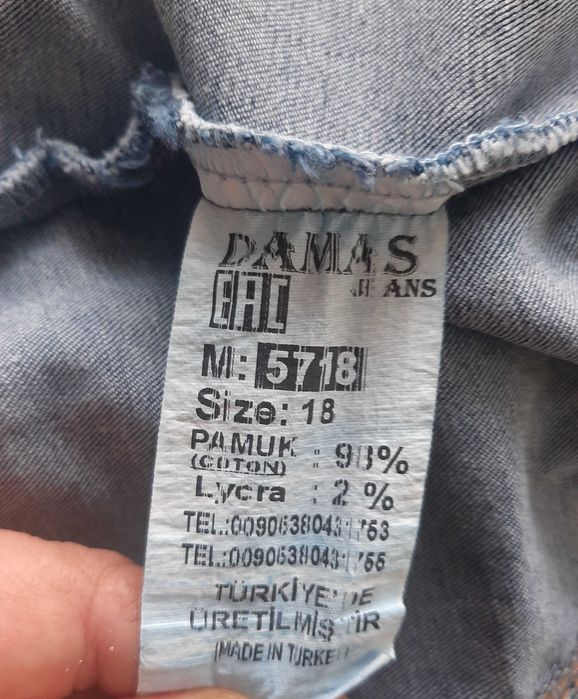 DAMAS
JEANS
EAC
M: 5718
Size: 18
PAMUK : 98%
(COTON)
Lycra : 2 %
TÜRKİYE'DE
ÜRETİLMİŞTİR
(MADE IN TURKEY)